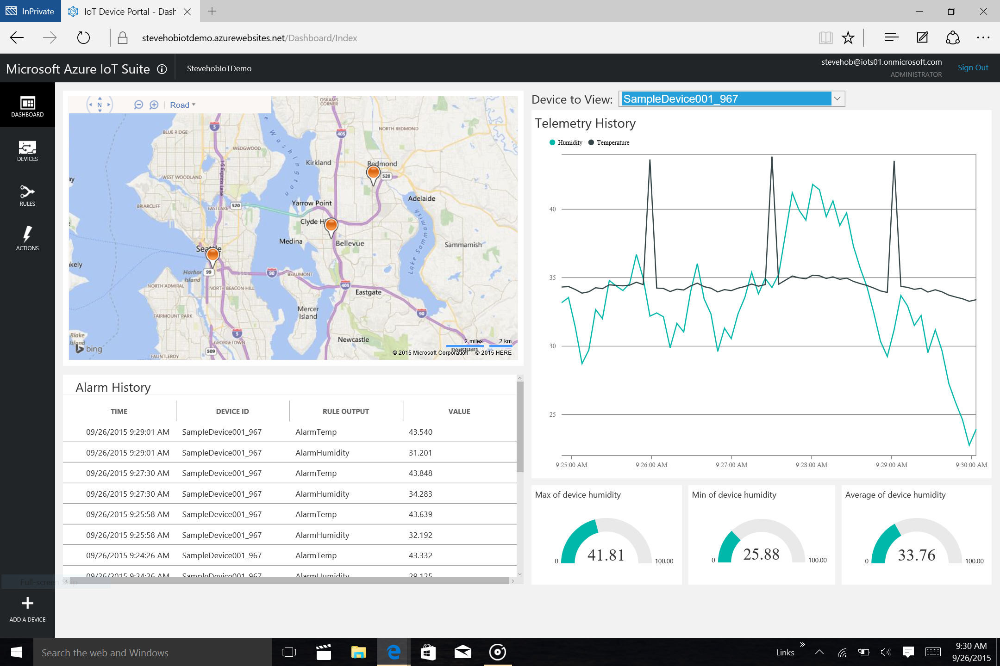 InPrivate
IoT Device Portal - Dash
stevehobiotdemo.azurewebsites.net/Dashboard/Index
Microsoft Azure IoT Suite
StevehobIoTDemo
stevehob@iots01.onmicrosoft.com
ADMINISTRATOR
Sign Out
DASHBOARD
DEVICES
RULES
ACTIONS
Full-screen Snip
ADD A DEVICE
N
Road
OSKAMS
CORNER
5
BLUE RIDGE
405
NORTH REDMOND
Washington
WEDGWOOD
I-5 Express Lane
Kirkland
Redmond
520
WEST WOODLAND
Yarrow Point
Adelaide
BRIARCLIFF
EASTLAKE
520
Clyde H
Lake Sammamish
Medina
Bellevue
Sammamish
Seattle
Harbor
Island
99
90
BEAUMONT
405
NORTH ADMIRAL
NORTH BEACON HILL
Eastgate
Mercer
Island
90
FAIRMOUNT PARK
Blake
Island
5
Newcastle
GEORGETOWN
bing
509
FAUNTLEROY
2 miles
2 km
Issaquah
© 2015 Microsoft Corporation
© 2015 HERE
Alarm History
TIME DEVICE ID RULE OUTPUT VALUE
09/26/2015 9:29:01 AM SampleDevice001_967 AlarmTemp 43.540
09/26/2015 9:29:01 AM SampleDevice001_967 AlarmHumidity 31.201
09/26/2015 9:27:30 AM SampleDevice001_967 AlarmTemp 43.848
09/26/2015 9:27:30 AM SampleDevice001_967 AlarmHumidity 34.283
09/26/2015 9:25:58 AM SampleDevice001_967 AlarmTemp 43.639
09/26/2015 9:25:58 AM SampleDevice001_967 AlarmHumidity 32.192
09/26/2015 9:24:26 AM SampleDevice001_967 AlarmTemp 43.332
09/26/2015 9:24:26 AM SampleDevice001_967 AlarmHumidity 29.125
Device to View: SampleDevice001_967
Telemetry History
Humidity Temperature
40
35
30
25
9:25:00 AM 9:26:00 AM 9:27:00 AM 9:28:00 AM 9:29:00 AM 9:30:00 AM
Max of device humidity
0 41.81 100.00
Min of device humidity
0 25.88 100.00
Average of device humidity
0 33.76 100.00
Search the web and Windows
Links
9:30 AM
9/26/2015